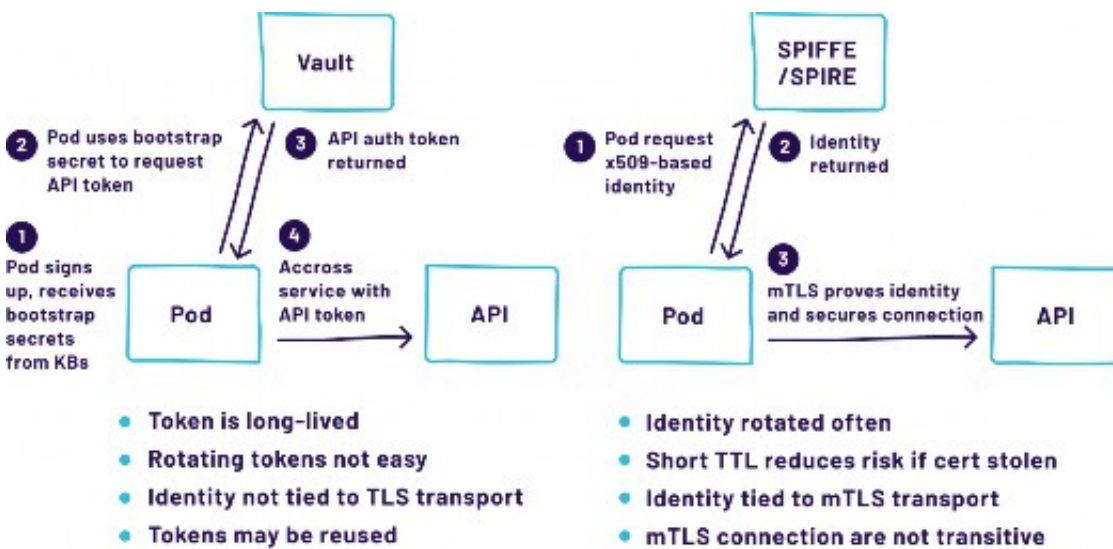 Vault
2 Pod uses bootstrap
secret to request
API token
3 API auth token
returned
1
Pod signs
up, receives
bootstrap
secrets
from KBs
Pod
4
Accross
service with
API token
API
• Token is long-lived
• Rotating tokens not easy
• Identity not tied to TLS transport
• Tokens may be reused
SPIFFE
/SPIRE
1 Pod request
x509-based
identity
2 Identity
returned
Pod
3
mTLS proves identity
and secures connection
API
• Identity rotated often
• Short TTL reduces risk if cert stolen
• Identity tied to mTLS transport
• mTLS connection are not transitive